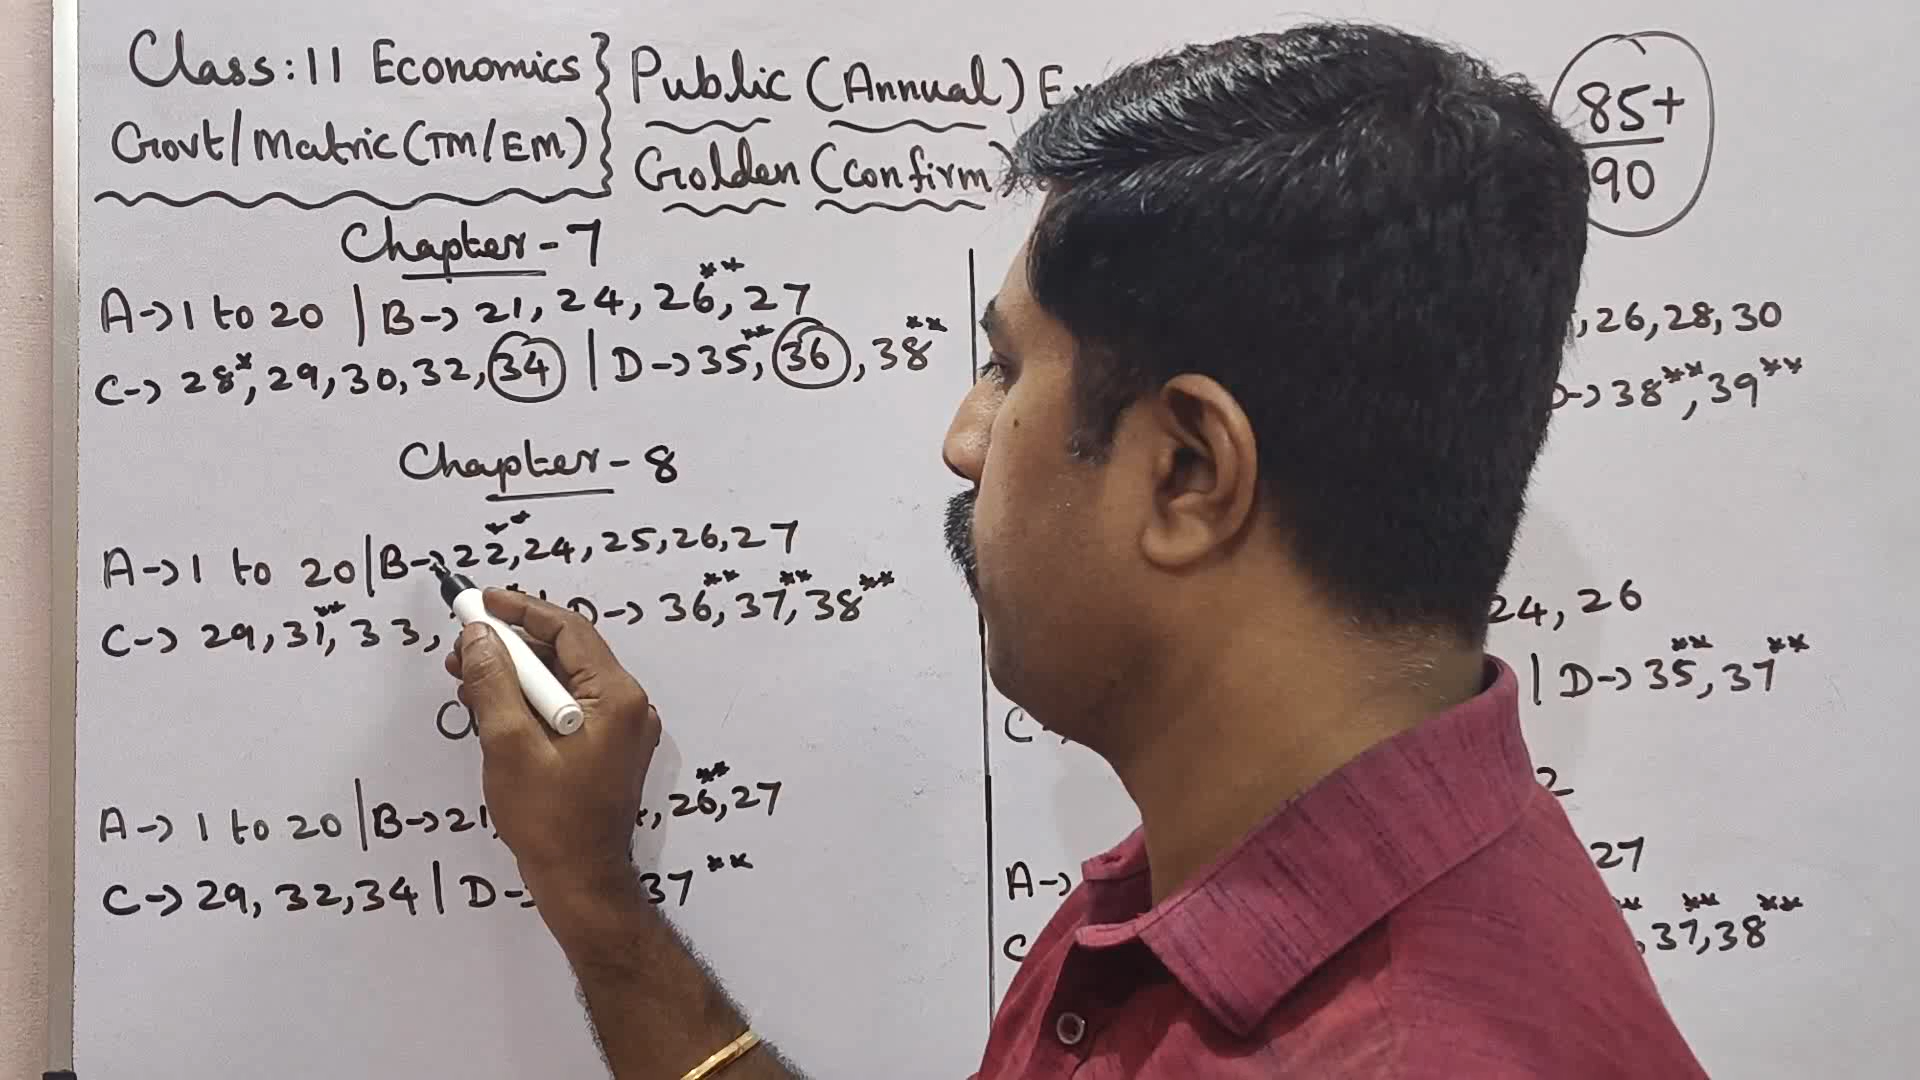 Class: 11 Economics } Public (Annual)
Govt/Matric (TM/EM) } Golden (Confirm)
85+
90
Chapter-7
A→1 to 20 | B→ 21, 24, 26**, 27
C→ 28*, 29, 30, 32, 34 | D→35**, 36, 38**
Chapter-8
A→1 to 20 | B→22**, 24, 25, 26, 27
C→ 29, 31**, 33, D→ 36**, 37**, 38**
A→ 1 to 20 | B→21, 26**, 27
C→ 29, 32, 34 | D→ 37**
, 26, 28, 30
D→38**, 39**
24, 26
C
| D→35**, 37**
2
A→ 27
C 37**, 38**